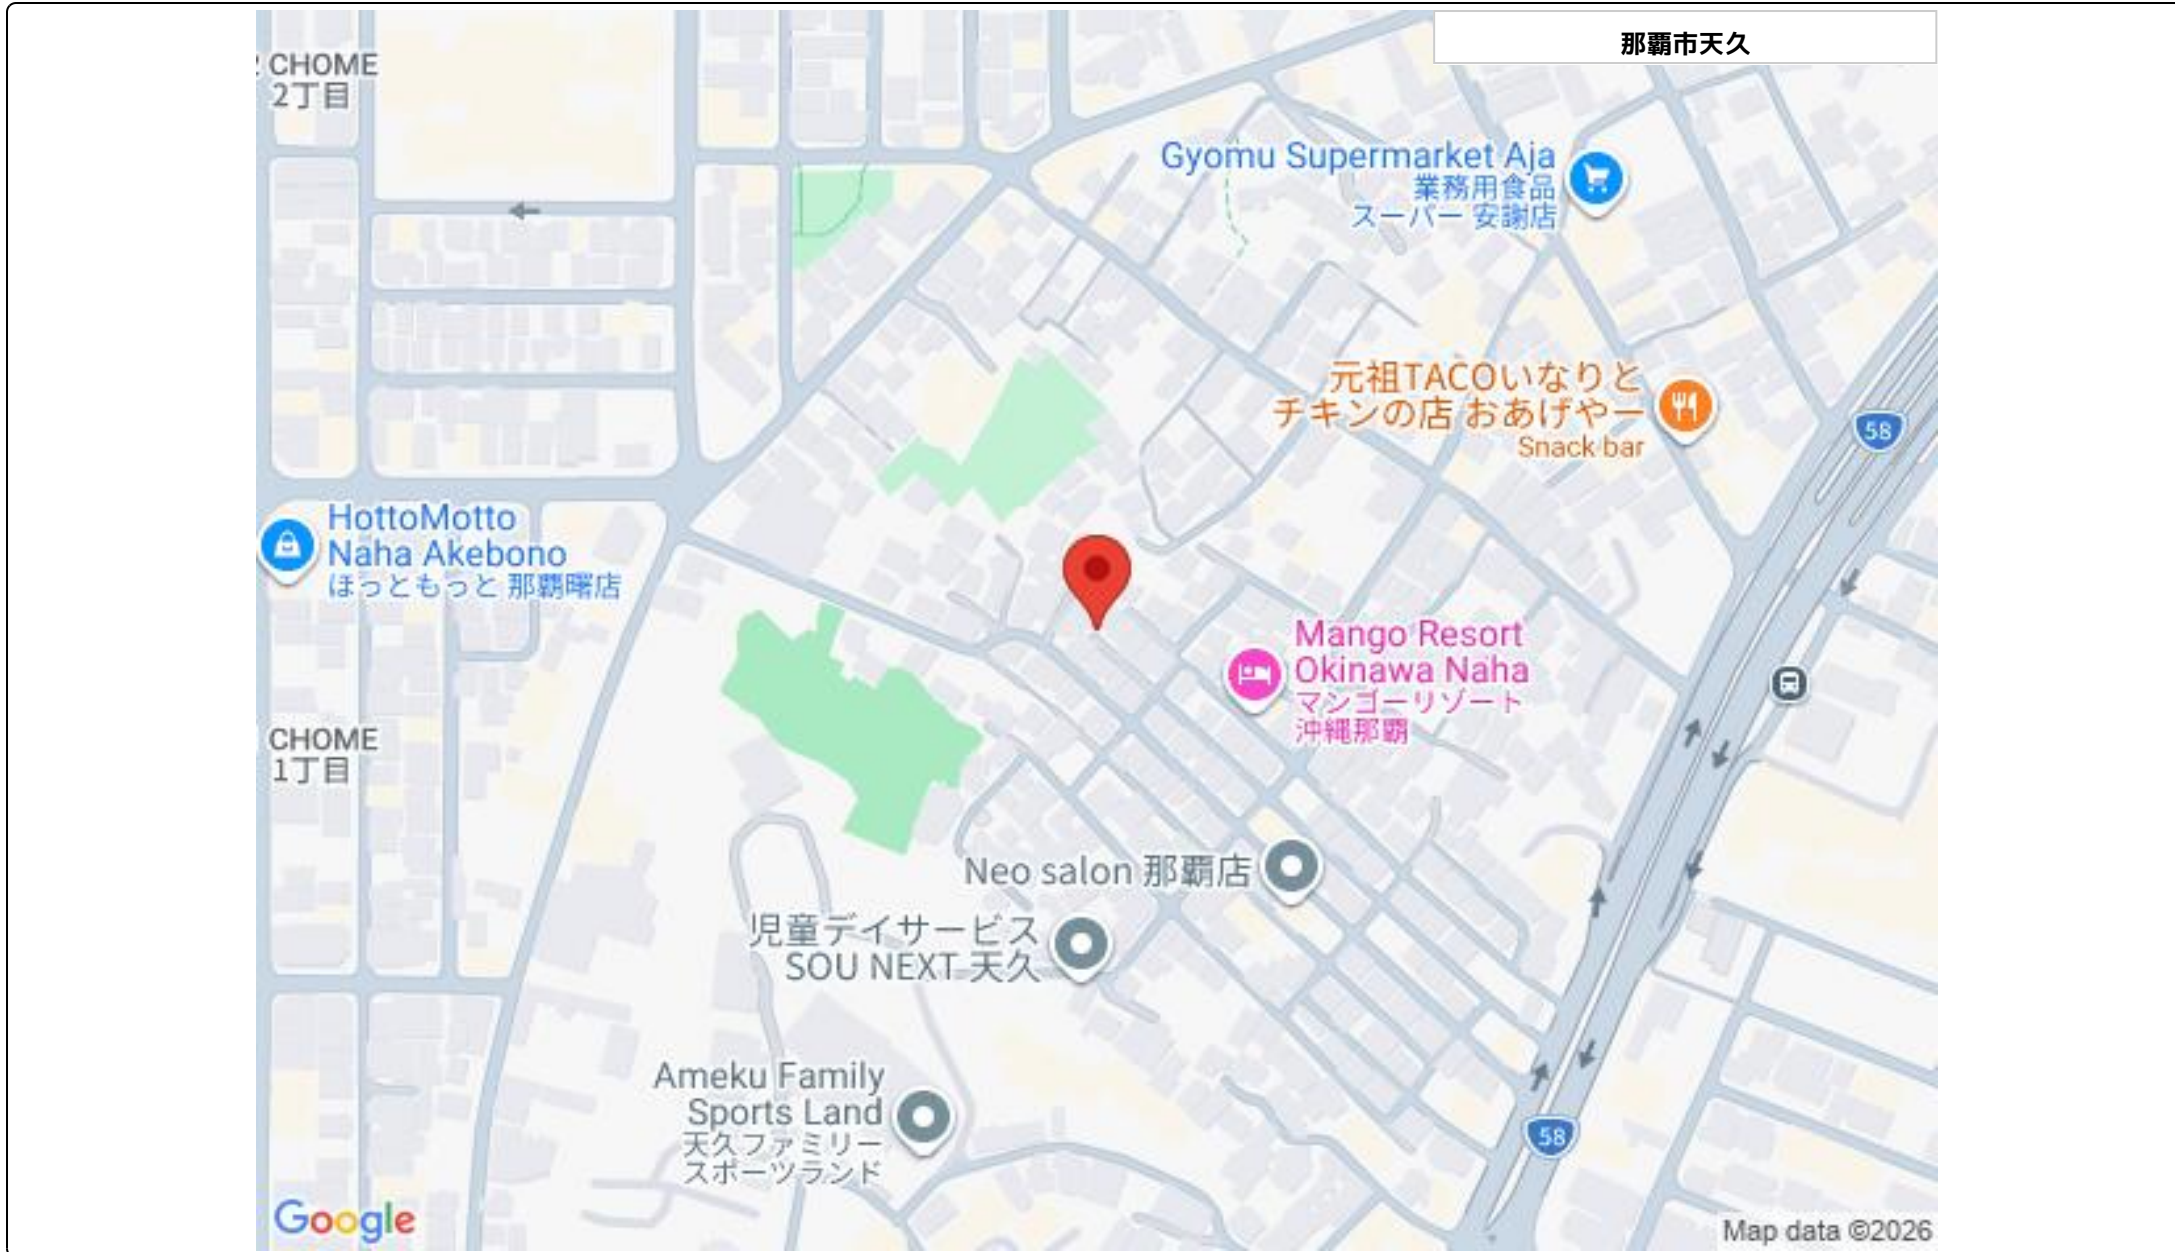 那覇市天久
CHOME
2丁目
Gyomu Supermarket Aja
業務用食品
スーパー 安謝店
元祖TACOいなりと
チキンの店 おあげやー
Snack bar
58
HottoMotto
Naha Akebono
ほっともっと 那覇曙店
Mango Resort
Okinawa Naha
マンゴーリゾート
沖縄那覇
CHOME
1丁目
Neo salon 那覇店
児童デイサービス
SOU NEXT 天久
Ameku Family
Sports Land
天久ファミリー
スポーツランド
58
Google
Map data ©2026